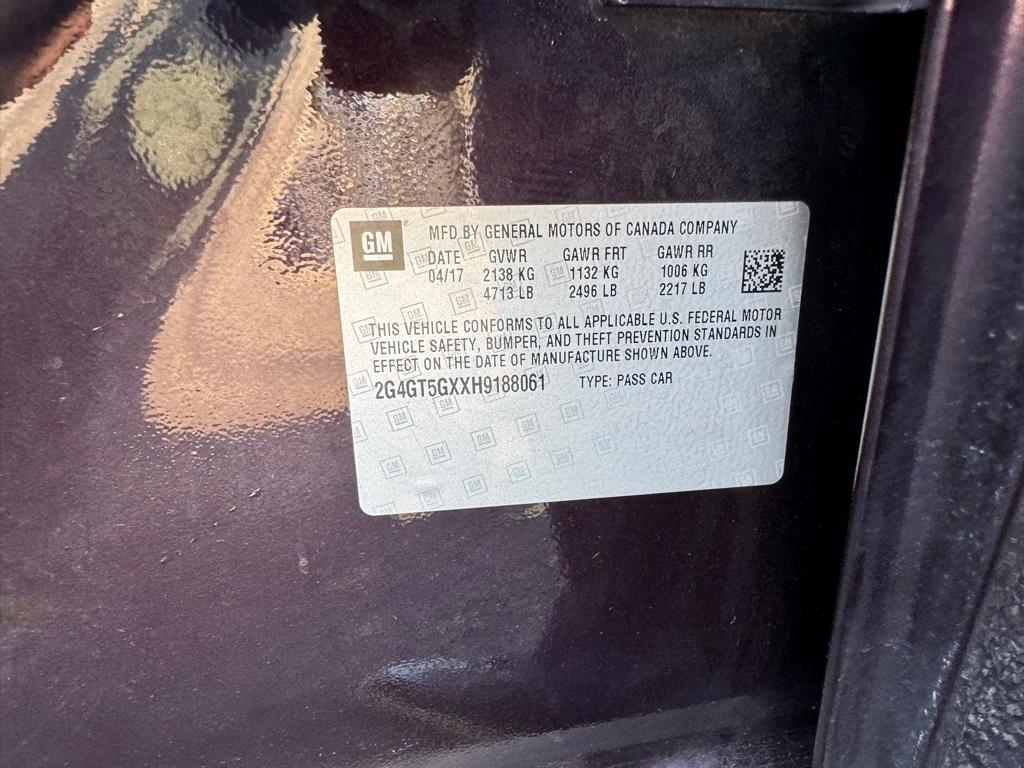 GM
MFD BY GENERAL MOTORS OF CANADA COMPANY
DATE GVWR GAWR FRT GAWR RR
04/17 2138 KG 1132 KG 1006 KG
4713 LB 2496 LB 2217 LB
THIS VEHICLE CONFORMS TO ALL APPLICABLE U.S. FEDERAL MOTOR
VEHICLE SAFETY, BUMPER, AND THEFT PREVENTION STANDARDS IN
EFFECT ON THE DATE OF MANUFACTURE SHOWN ABOVE.
2G4GT5GXXH9188061 TYPE: PASS CAR